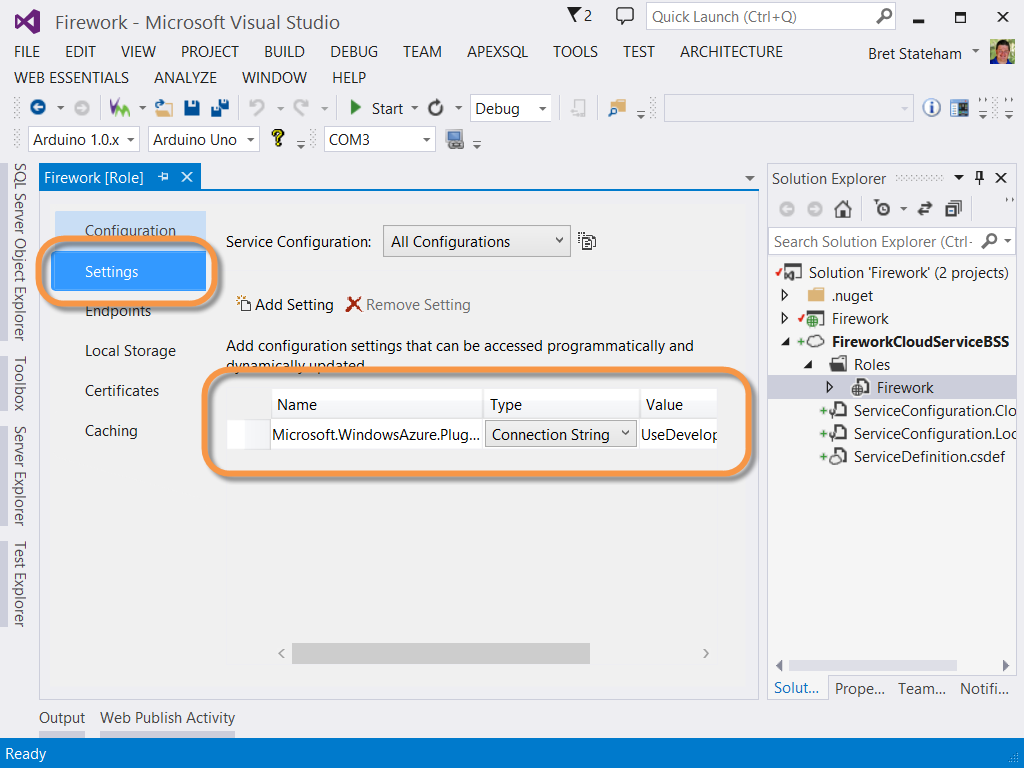 Firework - Microsoft Visual Studio
2
Quick Launch (Ctrl+Q)
FILE EDIT VIEW PROJECT BUILD DEBUG TEAM APEXSQL TOOLS TEST ARCHITECTURE
Bret Stateham
WEB ESSENTIALS ANALYZE WINDOW HELP
Start
Debug
Arduino 1.0.x
Arduino Uno
COM3
SQL Server Object Explorer
Toolbox
Server Explorer
Test Explorer
Firework [Role]
Configuration
Settings
Endpoints
Local Storage
Certificates
Caching
Service Configuration: All Configurations
Add Setting Remove Setting
Add configuration settings that can be accessed programmatically and
dynamically updated.
Name Type Value
Microsoft.WindowsAzure.Plug... Connection String UseDevelop
Solution Explorer
Search Solution Explorer (Ctrl-
Solution 'Firework' (2 projects)
.nuget
Firework
FireworkCloudServiceBSS
Roles
Firework
ServiceConfiguration.Clo
ServiceConfiguration.Loc
ServiceDefinition.csdef
Solut... Prope... Team... Notifi...
Output Web Publish Activity
Ready